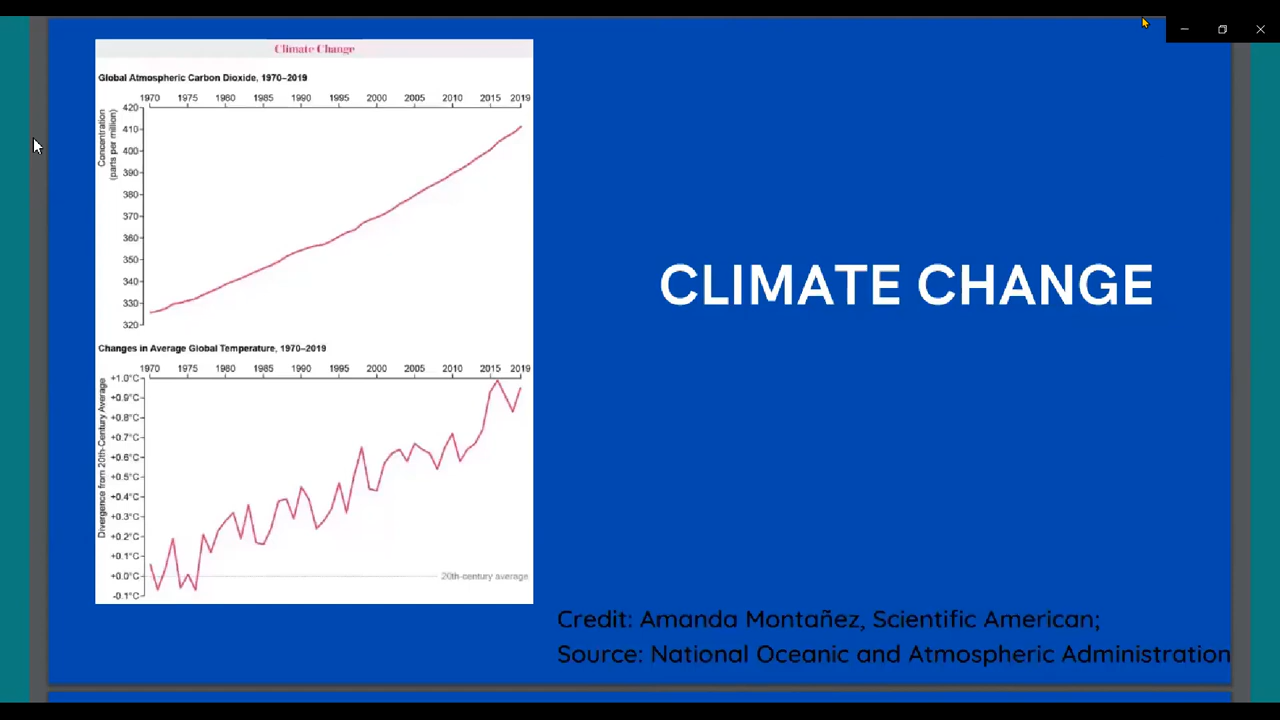 Climate Change
Global Atmospheric Carbon Dioxide, 1970–2019
1970 1975 1980 1985 1990 1995 2000 2005 2010 2015 2019
Concentration
(parts per million)
420
410
400
390
380
370
360
350
340
330
320
Changes in Average Global Temperature, 1970–2019
1970 1975 1980 1985 1990 1995 2000 2005 2010 2015 2019
Divergence from 20th-Century Average
+1.0°C
+0.9°C
+0.8°C
+0.7°C
+0.6°C
+0.5°C
+0.4°C
+0.3°C
+0.2°C
+0.1°C
+0.0°C
-0.1°C
20th-century average
CLIMATE CHANGE
Credit: Amanda Montañez, Scientific American;
Source: National Oceanic and Atmospheric Administration